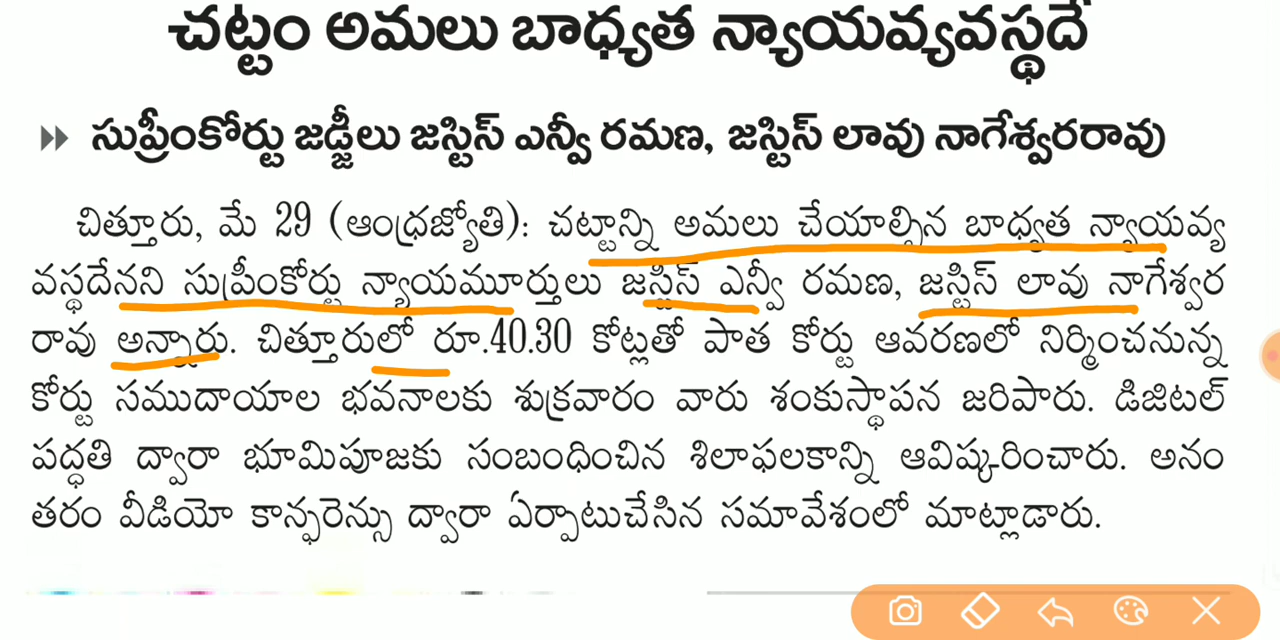 చట్టం అమలు బాధ్యత న్యాయవ్యవస్థదే
సుప్రీంకోర్టు జడ్జీలు జస్టిస్ ఎన్వీ రమణ, జస్టిస్ లావు నాగేశ్వరరావు
చిత్తూరు, మే 29 (ఆంధ్రజ్యోతి): చట్టాన్ని అమలు చేయాల్సిన బాధ్యత న్యాయవ్య
వస్థదేనని సుప్రీంకోర్టు న్యాయమూర్తులు జస్టిస్ ఎన్వీ రమణ, జస్టిస్ లావు నాగేశ్వర
రావు అన్నారు. చిత్తూరులో రూ.40.30 కోట్లతో పాత కోర్టు ఆవరణలో నిర్మించనున్న
కోర్టు సముదాయాల భవనాలకు శుక్రవారం వారు శంకుస్థాపన జరిపారు. డిజిటల్
పద్ధతి ద్వారా భూమిపూజకు సంబంధించిన శిలాఫలకాన్ని ఆవిష్కరించారు. అనం
తరం వీడియో కాన్ఫరెన్సు ద్వారా ఏర్పాటుచేసిన సమావేశంలో మాట్లాడారు.